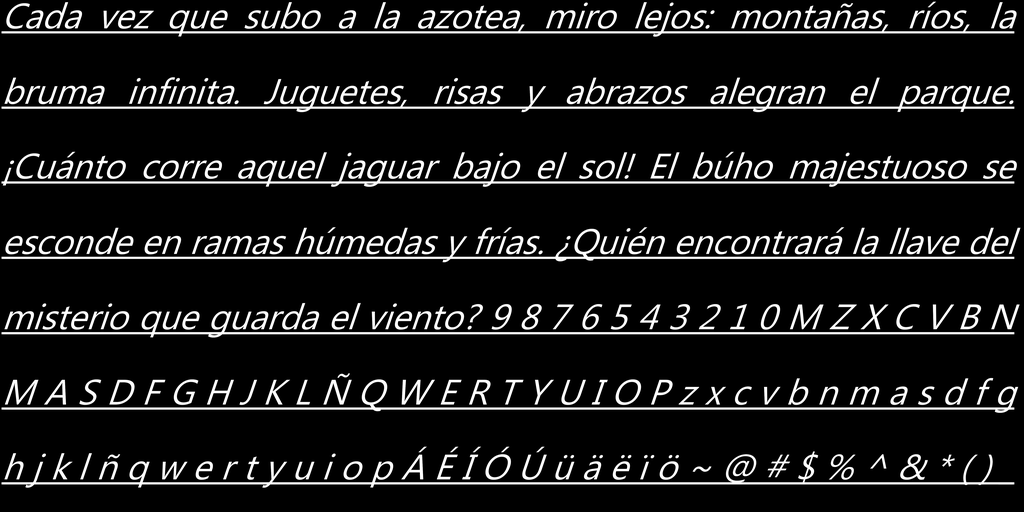 Cada vez que subo a la azotea, miro lejos: montañas, ríos, la
bruma infinita. Juguetes, risas y abrazos alegran el parque.
¡Cuánto corre aquel jaguar bajo el sol! El búho majestuoso se
esconde en ramas húmedas y frías. ¿Quién encontrará la llave del
misterio que guarda el viento? 9 8 7 6 5 4 3 2 1 0 M Z X C V B N
M A S D F G H J K L Ñ Q W E R T Y U I O P z x c v b n m a s d f g
h j k l ñ q w e r t y u i o p Á É Í Ó Ú ü ä ë ï ö ~ @ # $ % ^ & * ( )